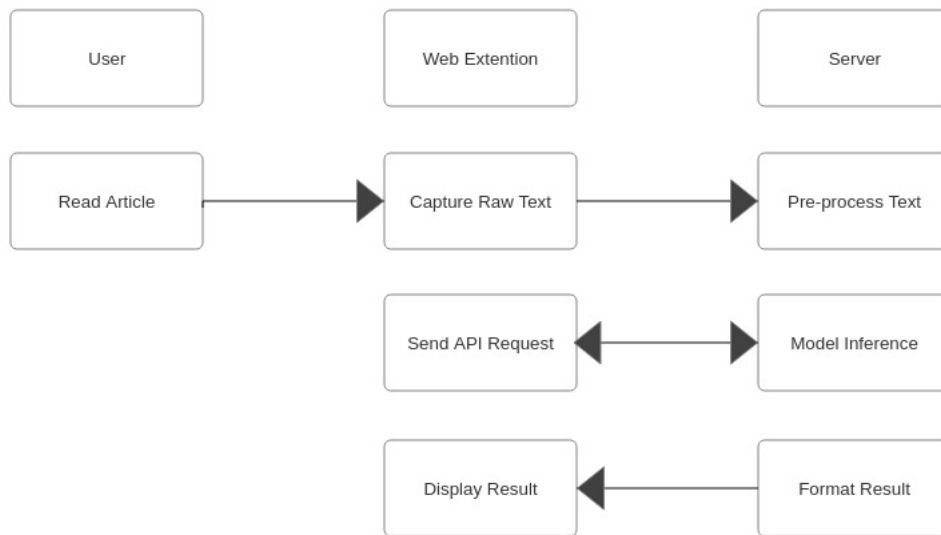 User
Web Extention
Server
Read Article
Capture Raw Text
Pre-process Text
Send API Request
Model Inference
Display Result
Format Result